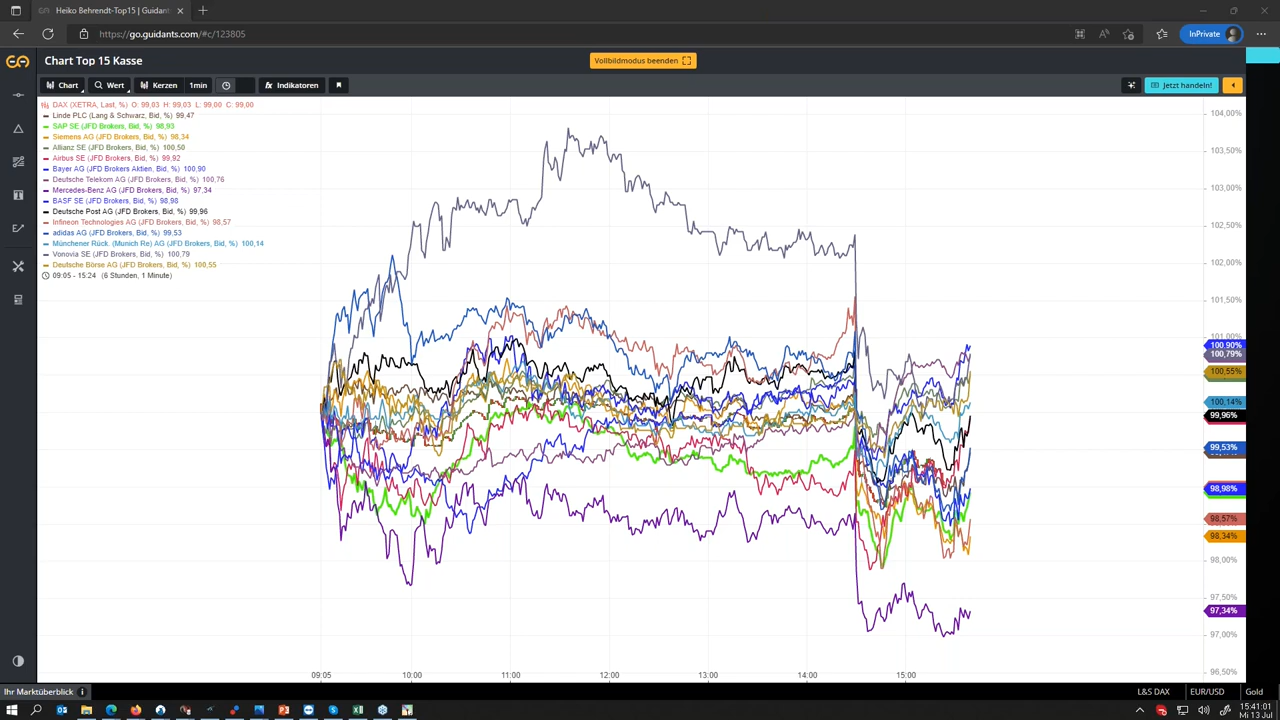 Heiko Behrendt-Top15 | Guidant
https://go.guidants.com/#c/123805
InPrivate
Chart Top 15 Kasse
Vollbildmodus beenden
Chart
Wert
Kerzen
1min
fx Indikatoren
Jetzt handeln!
DAX (XETRA, Last, %) O: 99,03 H: 99,03 L: 99,00 C: 99,00
Linde PLC (Lang & Schwarz, Bid, %) 99,47
SAP SE (JFD Brokers, Bid, %) 98,93
Siemens AG (JFD Brokers, Bid, %) 98,34
Allianz SE (JFD Brokers, Bid, %) 100,50
Airbus SE (JFD Brokers, Bid, %) 99,92
Bayer AG (JFD Brokers Aktien, Bid, %) 100,90
Deutsche Telekom AG (JFD Brokers, Bid, %) 100,76
Mercedes-Benz AG (JFD Brokers, Bid, %) 97,34
BASF SE (JFD Brokers, Bid, %) 98,98
Deutsche Post AG (JFD Brokers, Bid, %) 99,96
Infineon Technologies AG (JFD Brokers, Bid, %) 98,57
adidas AG (JFD Brokers, Bid, %) 99,53
Münchener Rück. (Munich Re) AG (JFD Brokers, Bid, %) 100,14
Vonovia SE (JFD Brokers, Bid, %) 100,79
Deutsche Börse AG (JFD Brokers, Bid, %) 100,55
09:05 - 15:24 (6 Stunden, 1 Minute)
104,00%
103,50%
103,00%
102,50%
102,00%
101,50%
101,00%
100,90%
100,79%
100,55%
100,14%
99,96%
99,53%
98,98%
98,57%
98,34%
98,00%
97,50%
97,34%
97,00%
96,50%
09:05
10:00
11:00
12:00
13:00
14:00
15:00
Ihr Marktüberblick
L&S DAX
EUR/USD
Gold
15:41:01
Mi 13 Jul